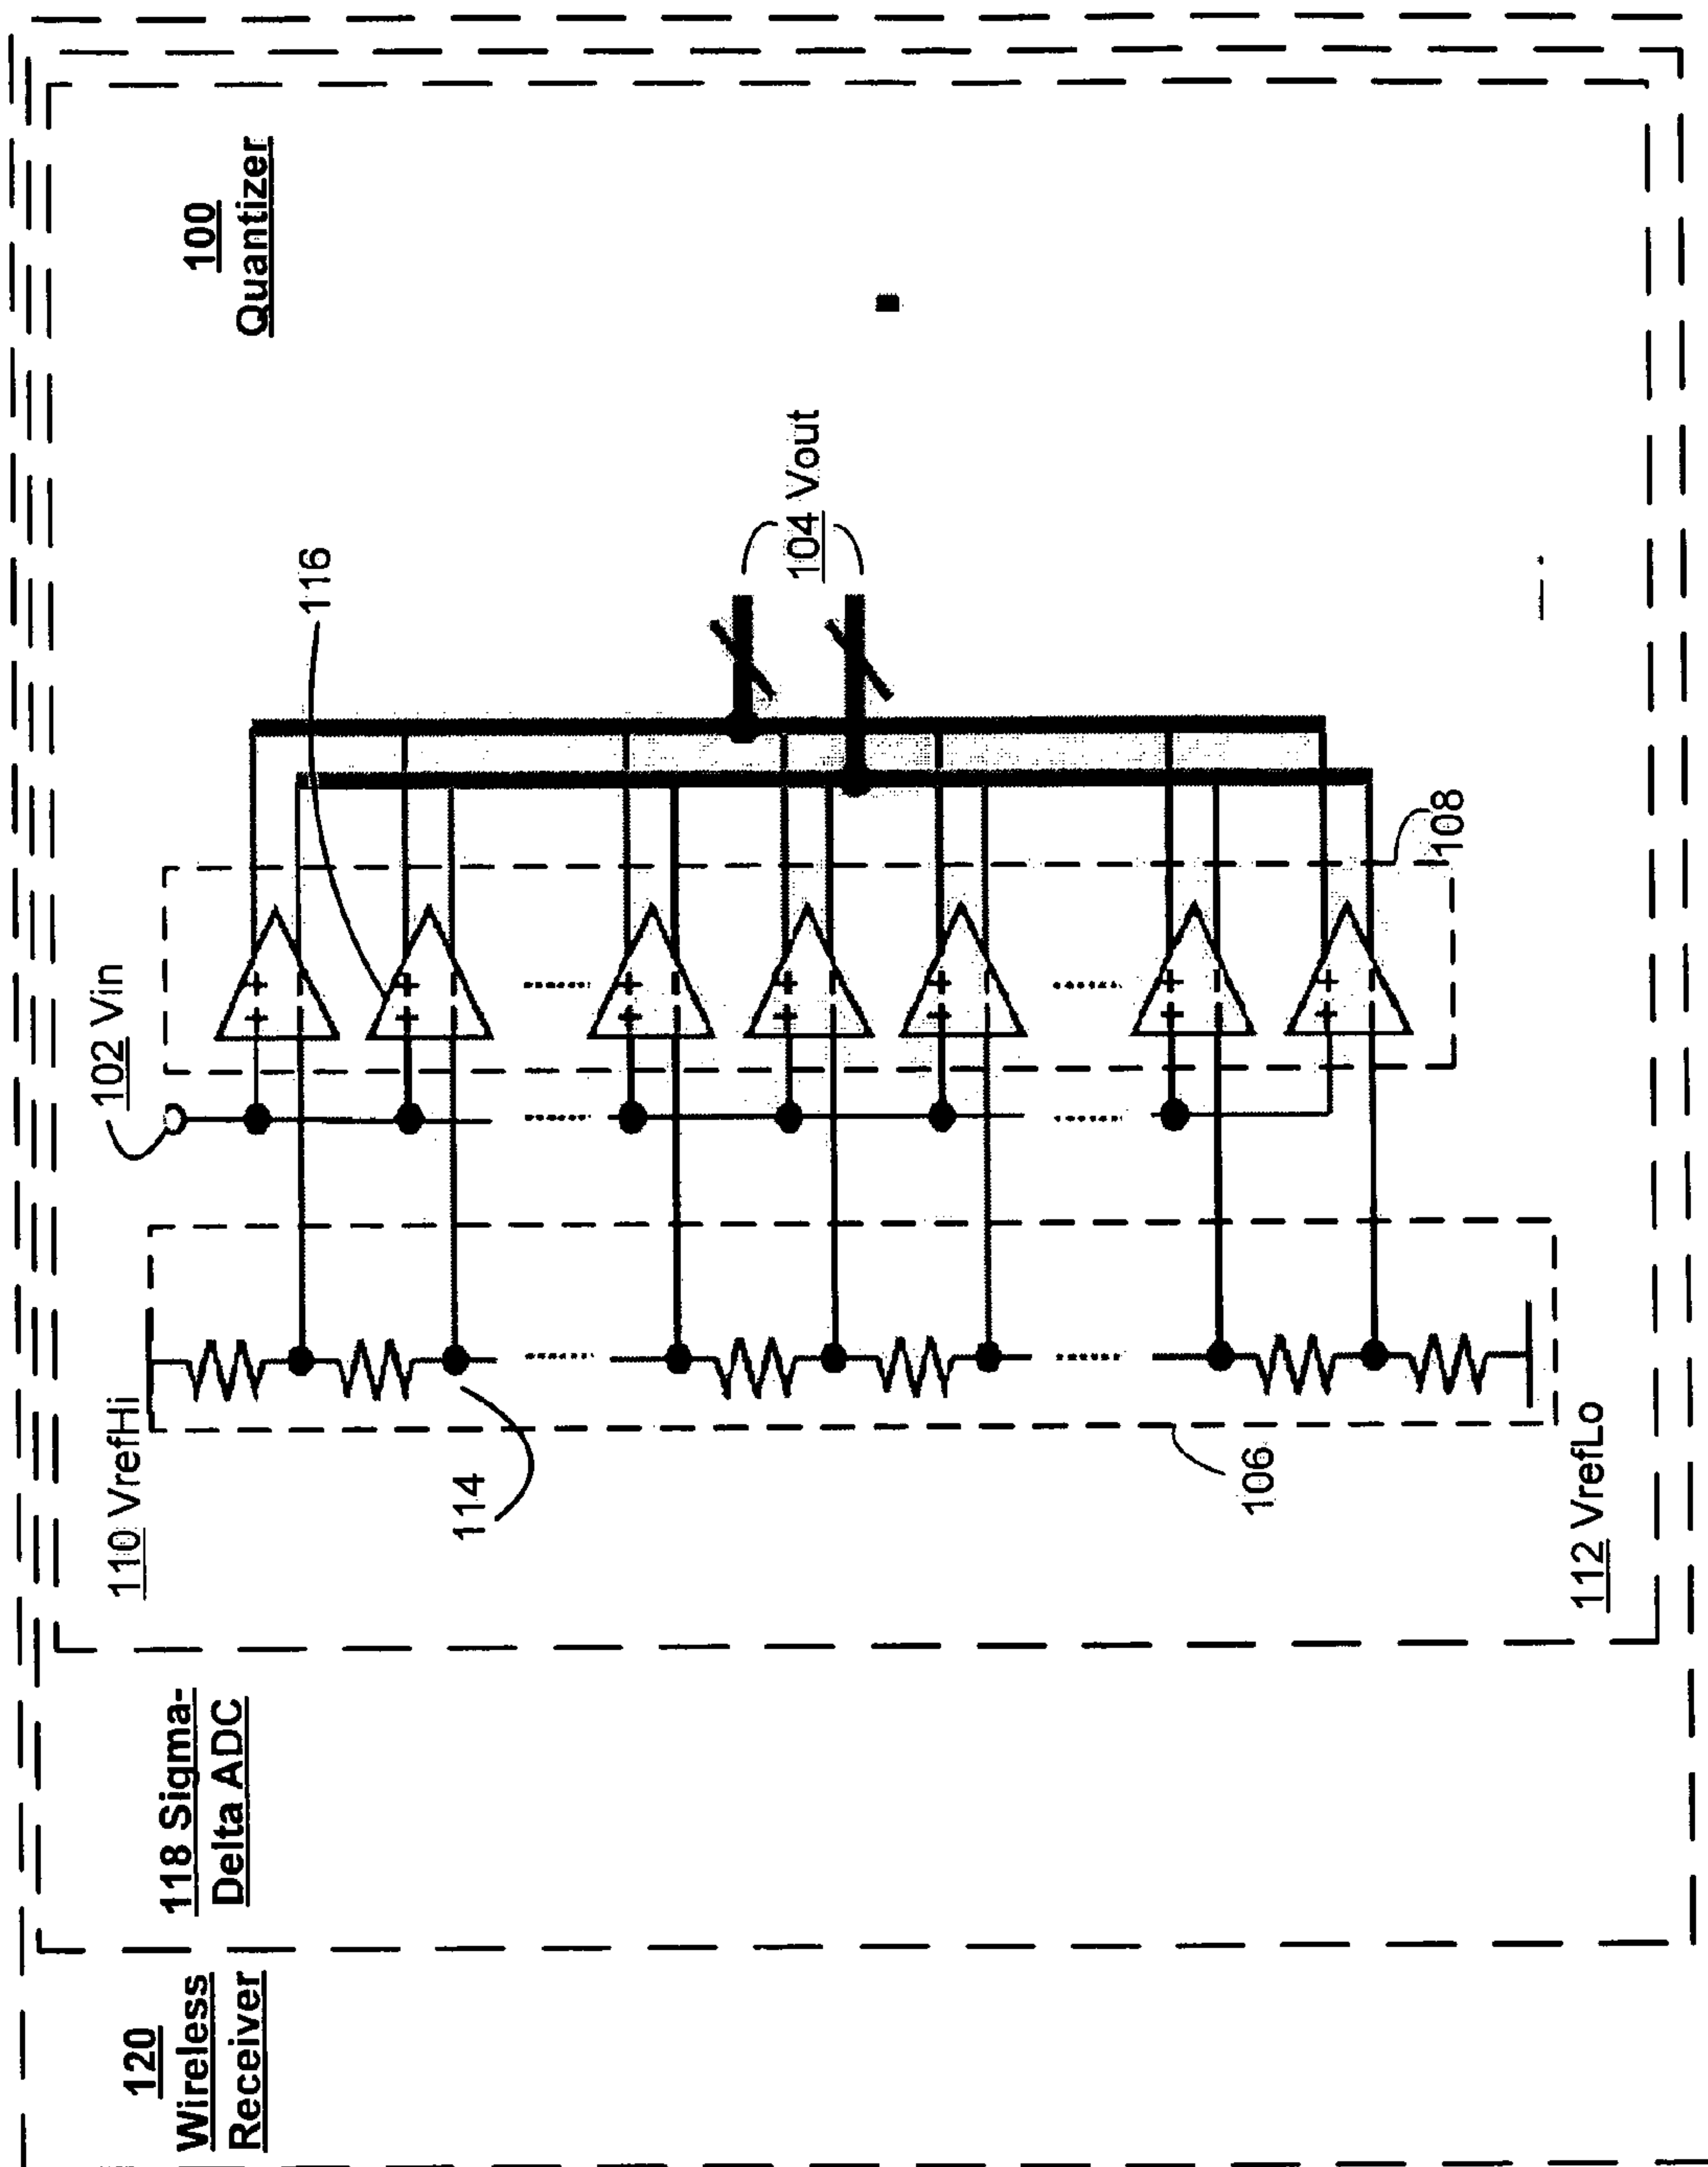 120
Wireless
Receiver
118 Sigma-
Delta ADC
100
Quantizer
110 VrefHi
102 Vin
116
114
104 Vout
+ +
- -
+ +
- -
+ +
- -
+ +
- -
+ +
- -
+ +
- -
+ +
- -
108
106
112 VrefLo